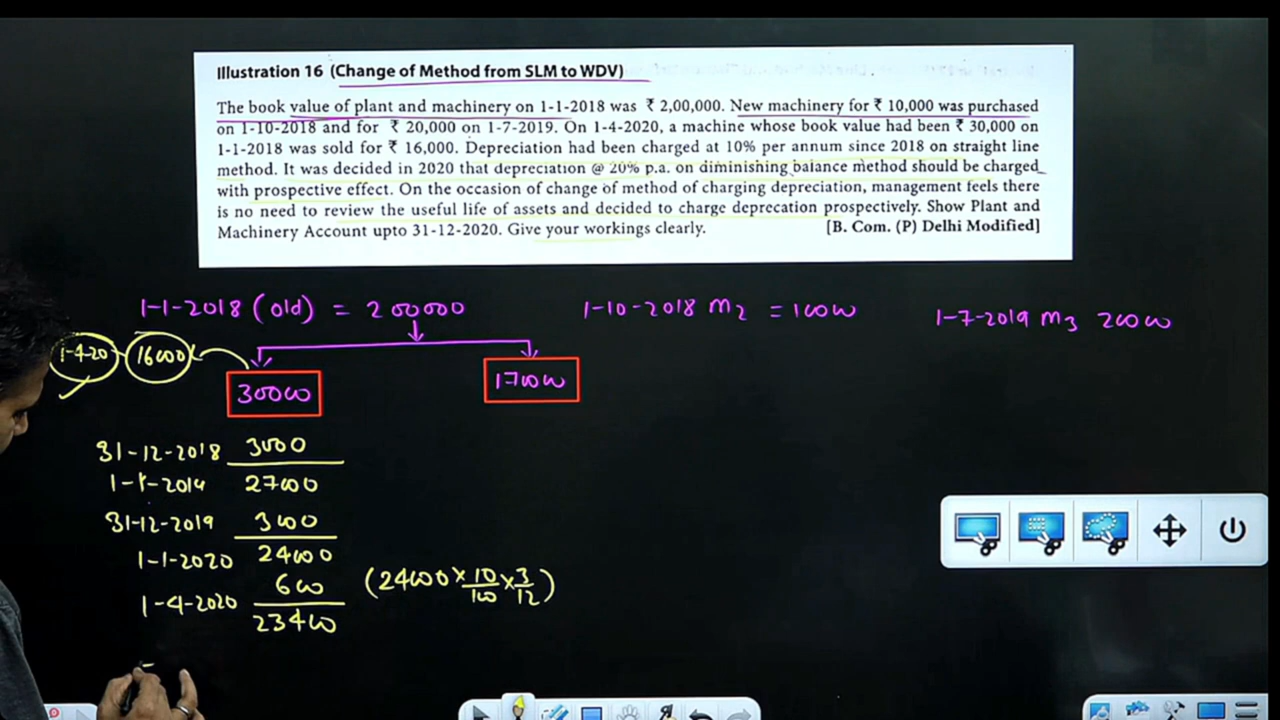 Illustration 16 (Change of Method from SLM to WDV)
The book value of plant and machinery on 1-1-2018 was ₹ 2,00,000. New machinery for ₹ 10,000 was purchased
on 1-10-2018 and for ₹ 20,000 on 1-7-2019. On 1-4-2020, a machine whose book value had been ₹ 30,000 on
1-1-2018 was sold for ₹ 16,000. Depreciation had been charged at 10% per annum since 2018 on straight line
method. It was decided in 2020 that depreciation @ 20% p.a. on diminishing balance method should be charged
with prospective effect. On the occasion of change of method of charging depreciation, management feels there
is no need to review the useful life of assets and decided to charge deprecation prospectively. Show Plant and
Machinery Account upto 31-12-2020. Give your workings clearly. [B. Com. (P) Delhi Modified]
1-1-2018 (old) = 200000
1-10-2018 M2 = 10000
1-7-2019 M3 20000
1-4-20 16000
30000
170000
31-12-2018 3000
1-1-2019 27000
31-12-2019 3000
1-1-2020 24000
1-4-2020 600 (24000 × 10/100 × 3/12)
23400